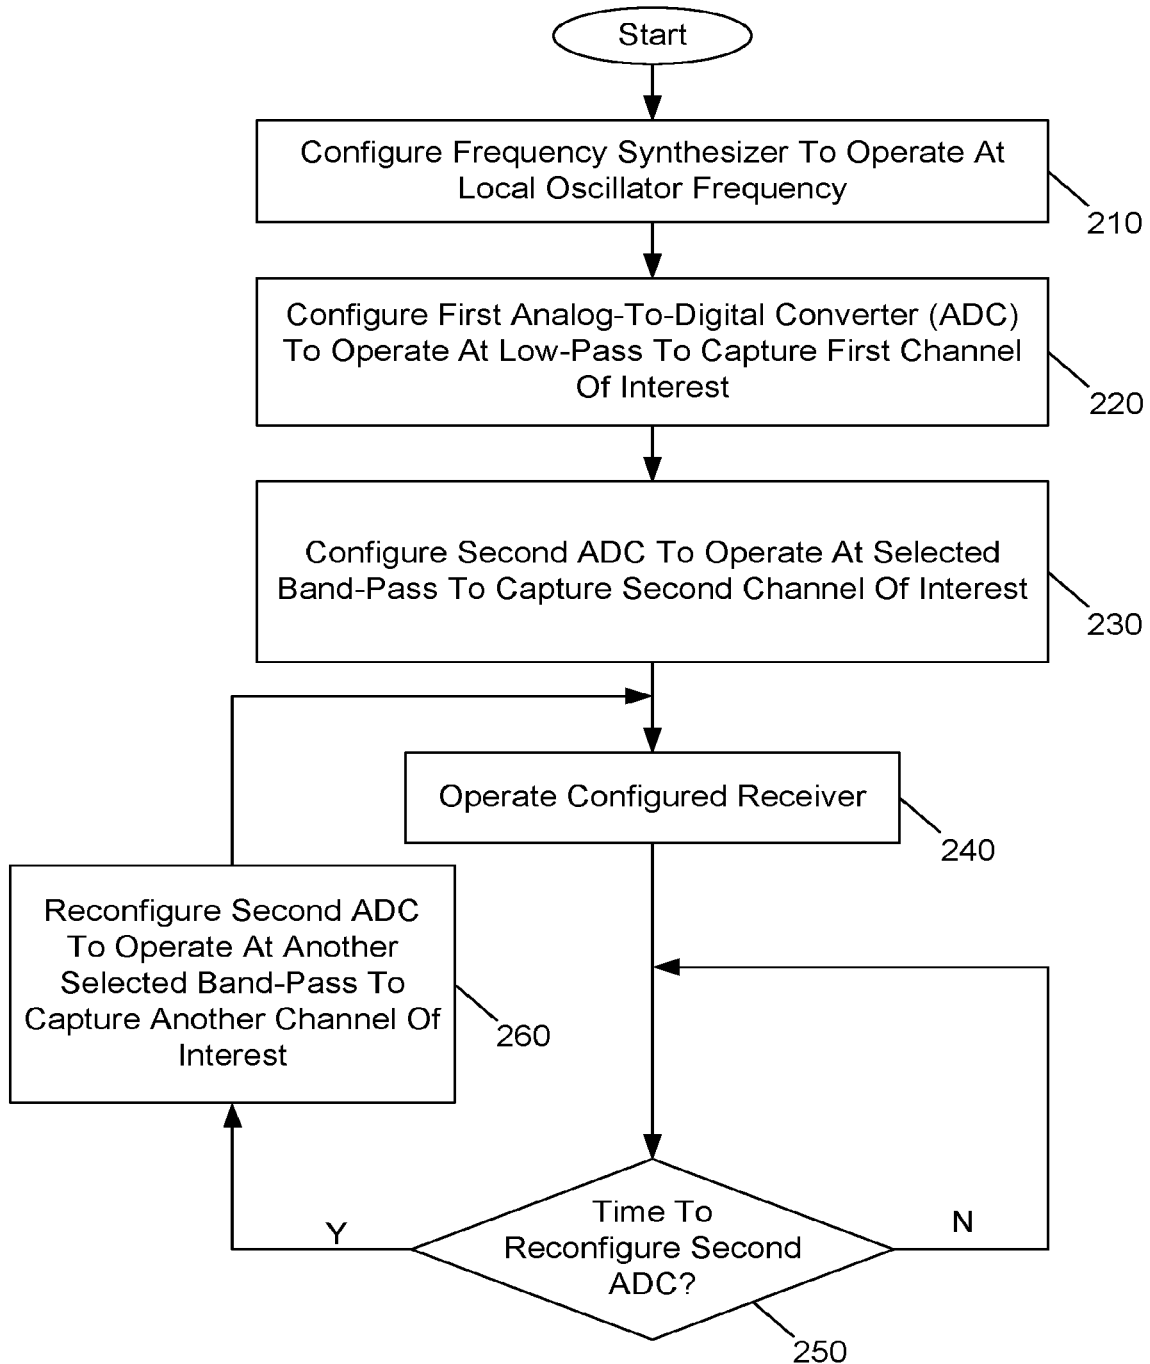 Start
Configure Frequency Synthesizer To Operate At
Local Oscillator Frequency
210
Configure First Analog-To-Digital Converter (ADC)
To Operate At Low-Pass To Capture First Channel
Of Interest
220
Configure Second ADC To Operate At Selected
Band-Pass To Capture Second Channel Of Interest
230
Operate Configured Receiver
240
Reconfigure Second ADC
To Operate At Another
Selected Band-Pass To
Capture Another Channel Of
Interest
260
Time To
Reconfigure Second
ADC?
Y
N
250